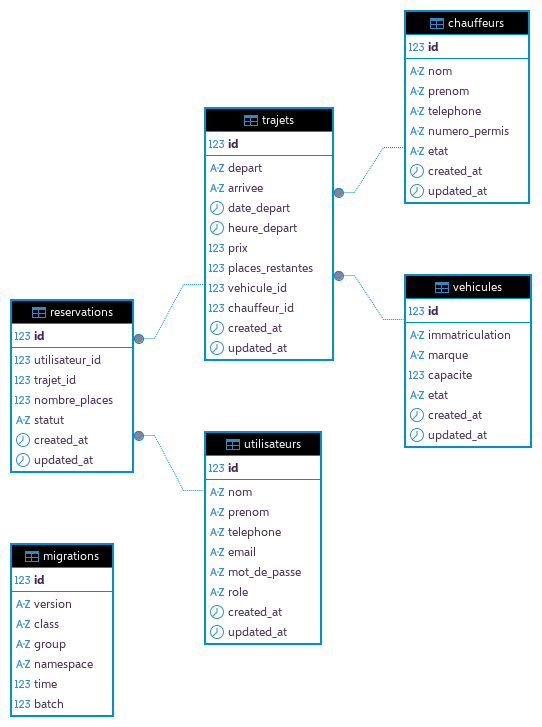 chauffeurs
123 id
A-Z nom
A-Z prenom
A-Z telephone
A-Z numero_permis
A-Z etat
created_at
updated_at
trajets
123 id
A-Z depart
A-Z arrivee
date_depart
heure_depart
123 prix
123 places_restantes
123 vehicule_id
123 chauffeur_id
created_at
updated_at
vehicules
123 id
A-Z immatriculation
A-Z marque
123 capacite
A-Z etat
created_at
updated_at
reservations
123 id
123 utilisateur_id
123 trajet_id
123 nombre_places
A-Z statut
created_at
updated_at
utilisateurs
123 id
A-Z nom
A-Z prenom
A-Z telephone
A-Z email
A-Z mot_de_passe
A-Z role
created_at
updated_at
migrations
123 id
A-Z version
A-Z class
A-Z group
A-Z namespace
123 time
123 batch